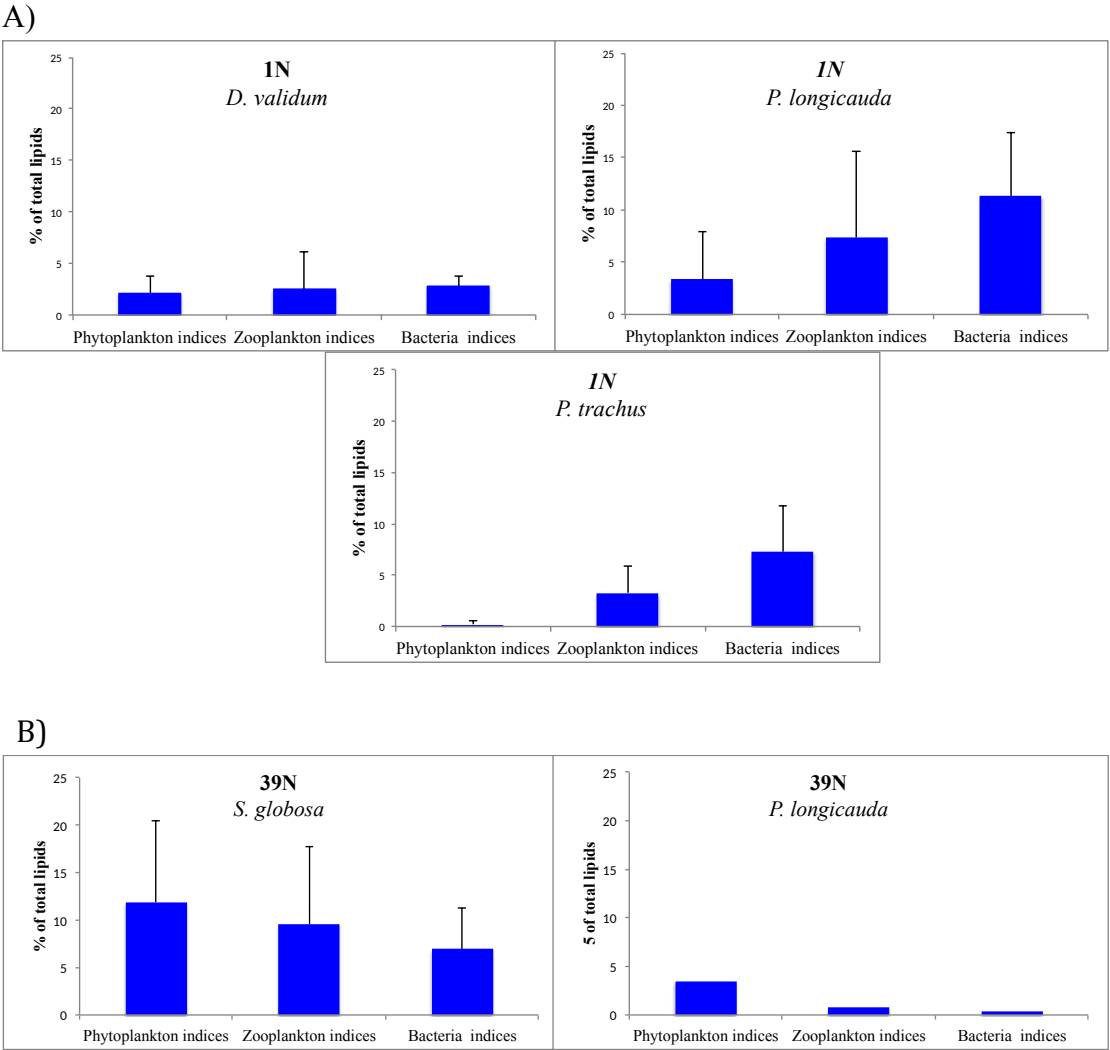 A)
1N
D. validum
% of total lipids
25
20
15
10
5
0
Phytoplankton indices Zooplankton indices Bacteria indices
1N
P. longicauda
% of total lipids
25
20
15
10
5
0
Phytoplankton indices Zooplankton indices Bacteria indices
1N
P. trachus
% of total lipids
25
20
15
10
5
0
Phytoplankton indices Zooplankton indices Bacteria indices
B)
39N
S. globosa
% of total lipids
25
20
15
10
5
0
Phytoplankton indices Zooplankton indices Bacteria indices
39N
P. longicauda
5 of total lipids
25
20
15
10
5
0
Phytoplankton indices Zooplankton indices Bacteria indices